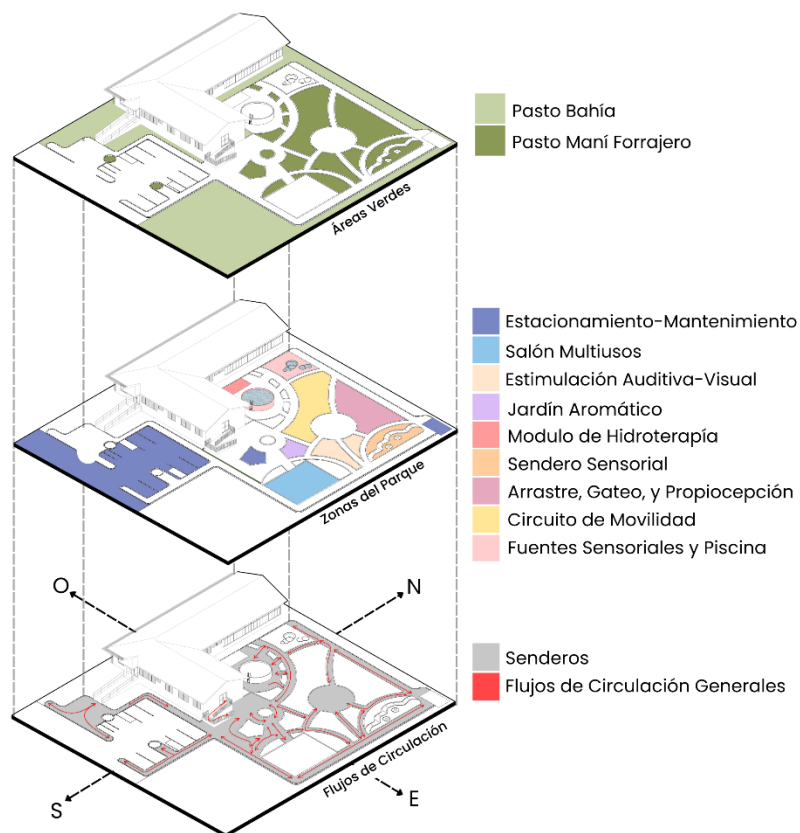 Pasto Bahía
Pasto Maní Forrajero
Áreas Verdes
Estacionamiento-Mantenimiento
Salón Multiusos
Estimulación Auditiva-Visual
Jardín Aromático
Modulo de Hidroterapía
Sendero Sensorial
Arrastre, Gateo, y Propiocepción
Circuito de Movilidad
Fuentes Sensoriales y Piscina
Zonas del Parque
O
N
Senderos
Flujos de Circulación Generales
Flujos de Circulación
S
E